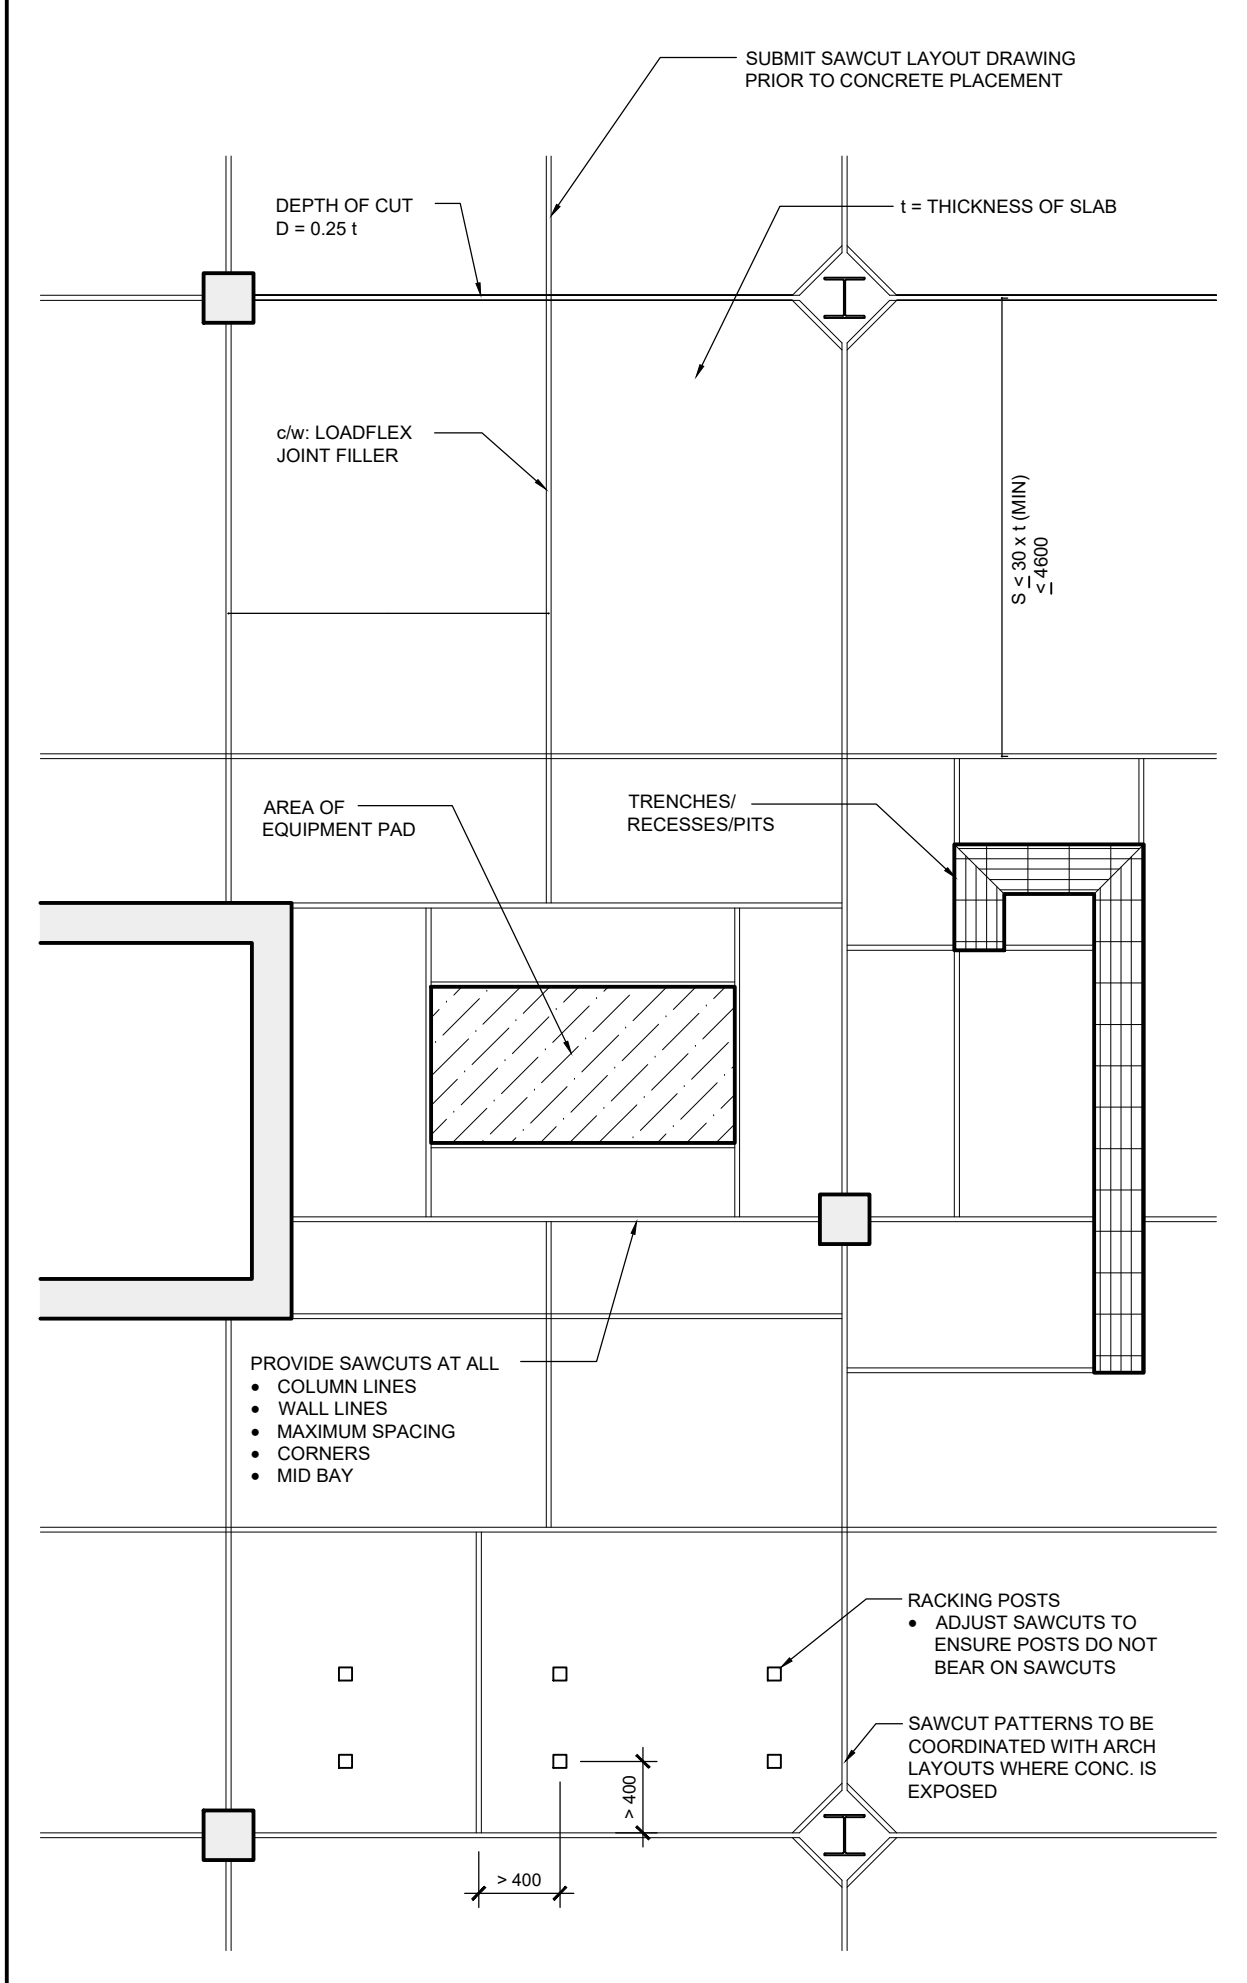 SUBMIT SAWCUT LAYOUT DRAWING
PRIOR TO CONCRETE PLACEMENT
DEPTH OF CUT
D = 0.25 t
t = THICKNESS OF SLAB
c/w: LOADFLEX
JOINT FILLER
S ≤ 30 x t (MIN)
≤ 4600
AREA OF
EQUIPMENT PAD
TRENCHES/
RECESSES/PITS
PROVIDE SAWCUTS AT ALL
• COLUMN LINES
• WALL LINES
• MAXIMUM SPACING
• CORNERS
• MID BAY
RACKING POSTS
• ADJUST SAWCUTS TO
ENSURE POSTS DO NOT
BEAR ON SAWCUTS
SAWCUT PATTERNS TO BE
COORDINATED WITH ARCH
LAYOUTS WHERE CONC. IS
EXPOSED
> 400
> 400